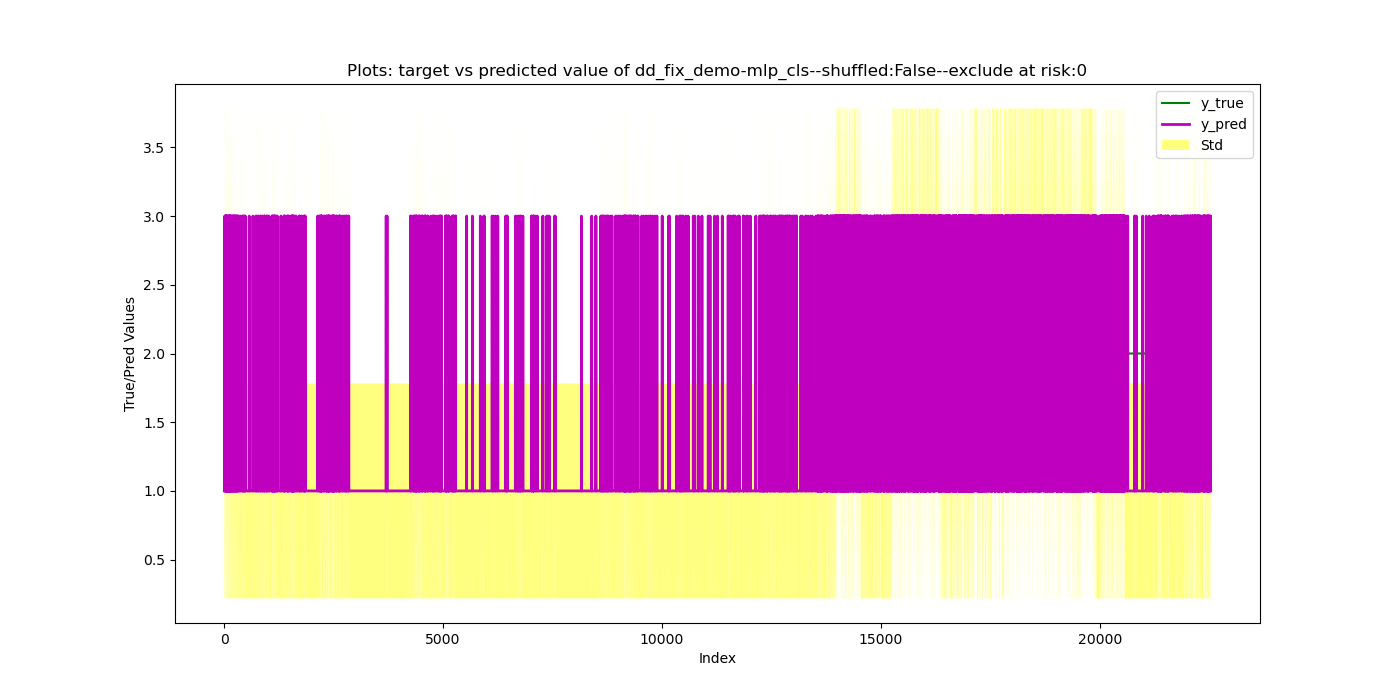 Plots: target vs predicted value of dd_fix_demo-mlp_cls--shuffled:False--exclude at risk:0
y_true
y_pred
Std
3.5
3.0
2.5
2.0
1.5
1.0
0.5
True/Pred Values
0
5000
10000
15000
20000
Index